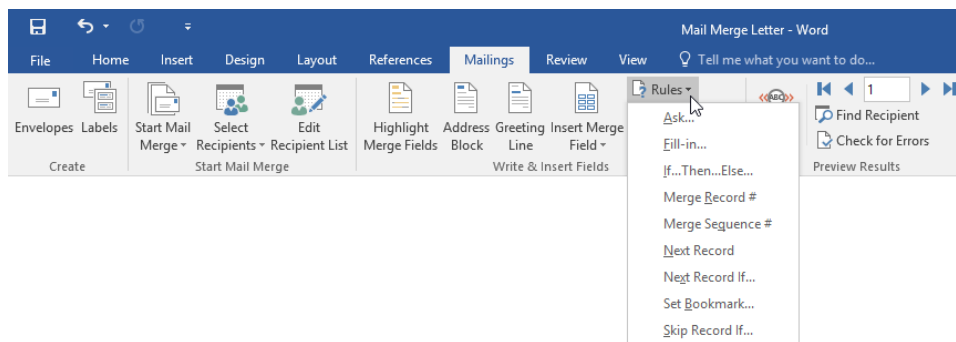 Mail Merge Letter - Word
File Home Insert Design Layout References Mailings Review View Tell me what you want to do...
Envelopes Labels Start Mail Merge Select Recipients Edit Recipient List Highlight Merge Fields Address Block Greeting Line Insert Merge Field
Rules
ABC
1
Find Recipient
Check for Errors
Create Start Mail Merge Write & Insert Fields Preview Results
Ask...
Fill-in...
If...Then...Else...
Merge Record #
Merge Sequence #
Next Record
Next Record If...
Set Bookmark...
Skip Record If...